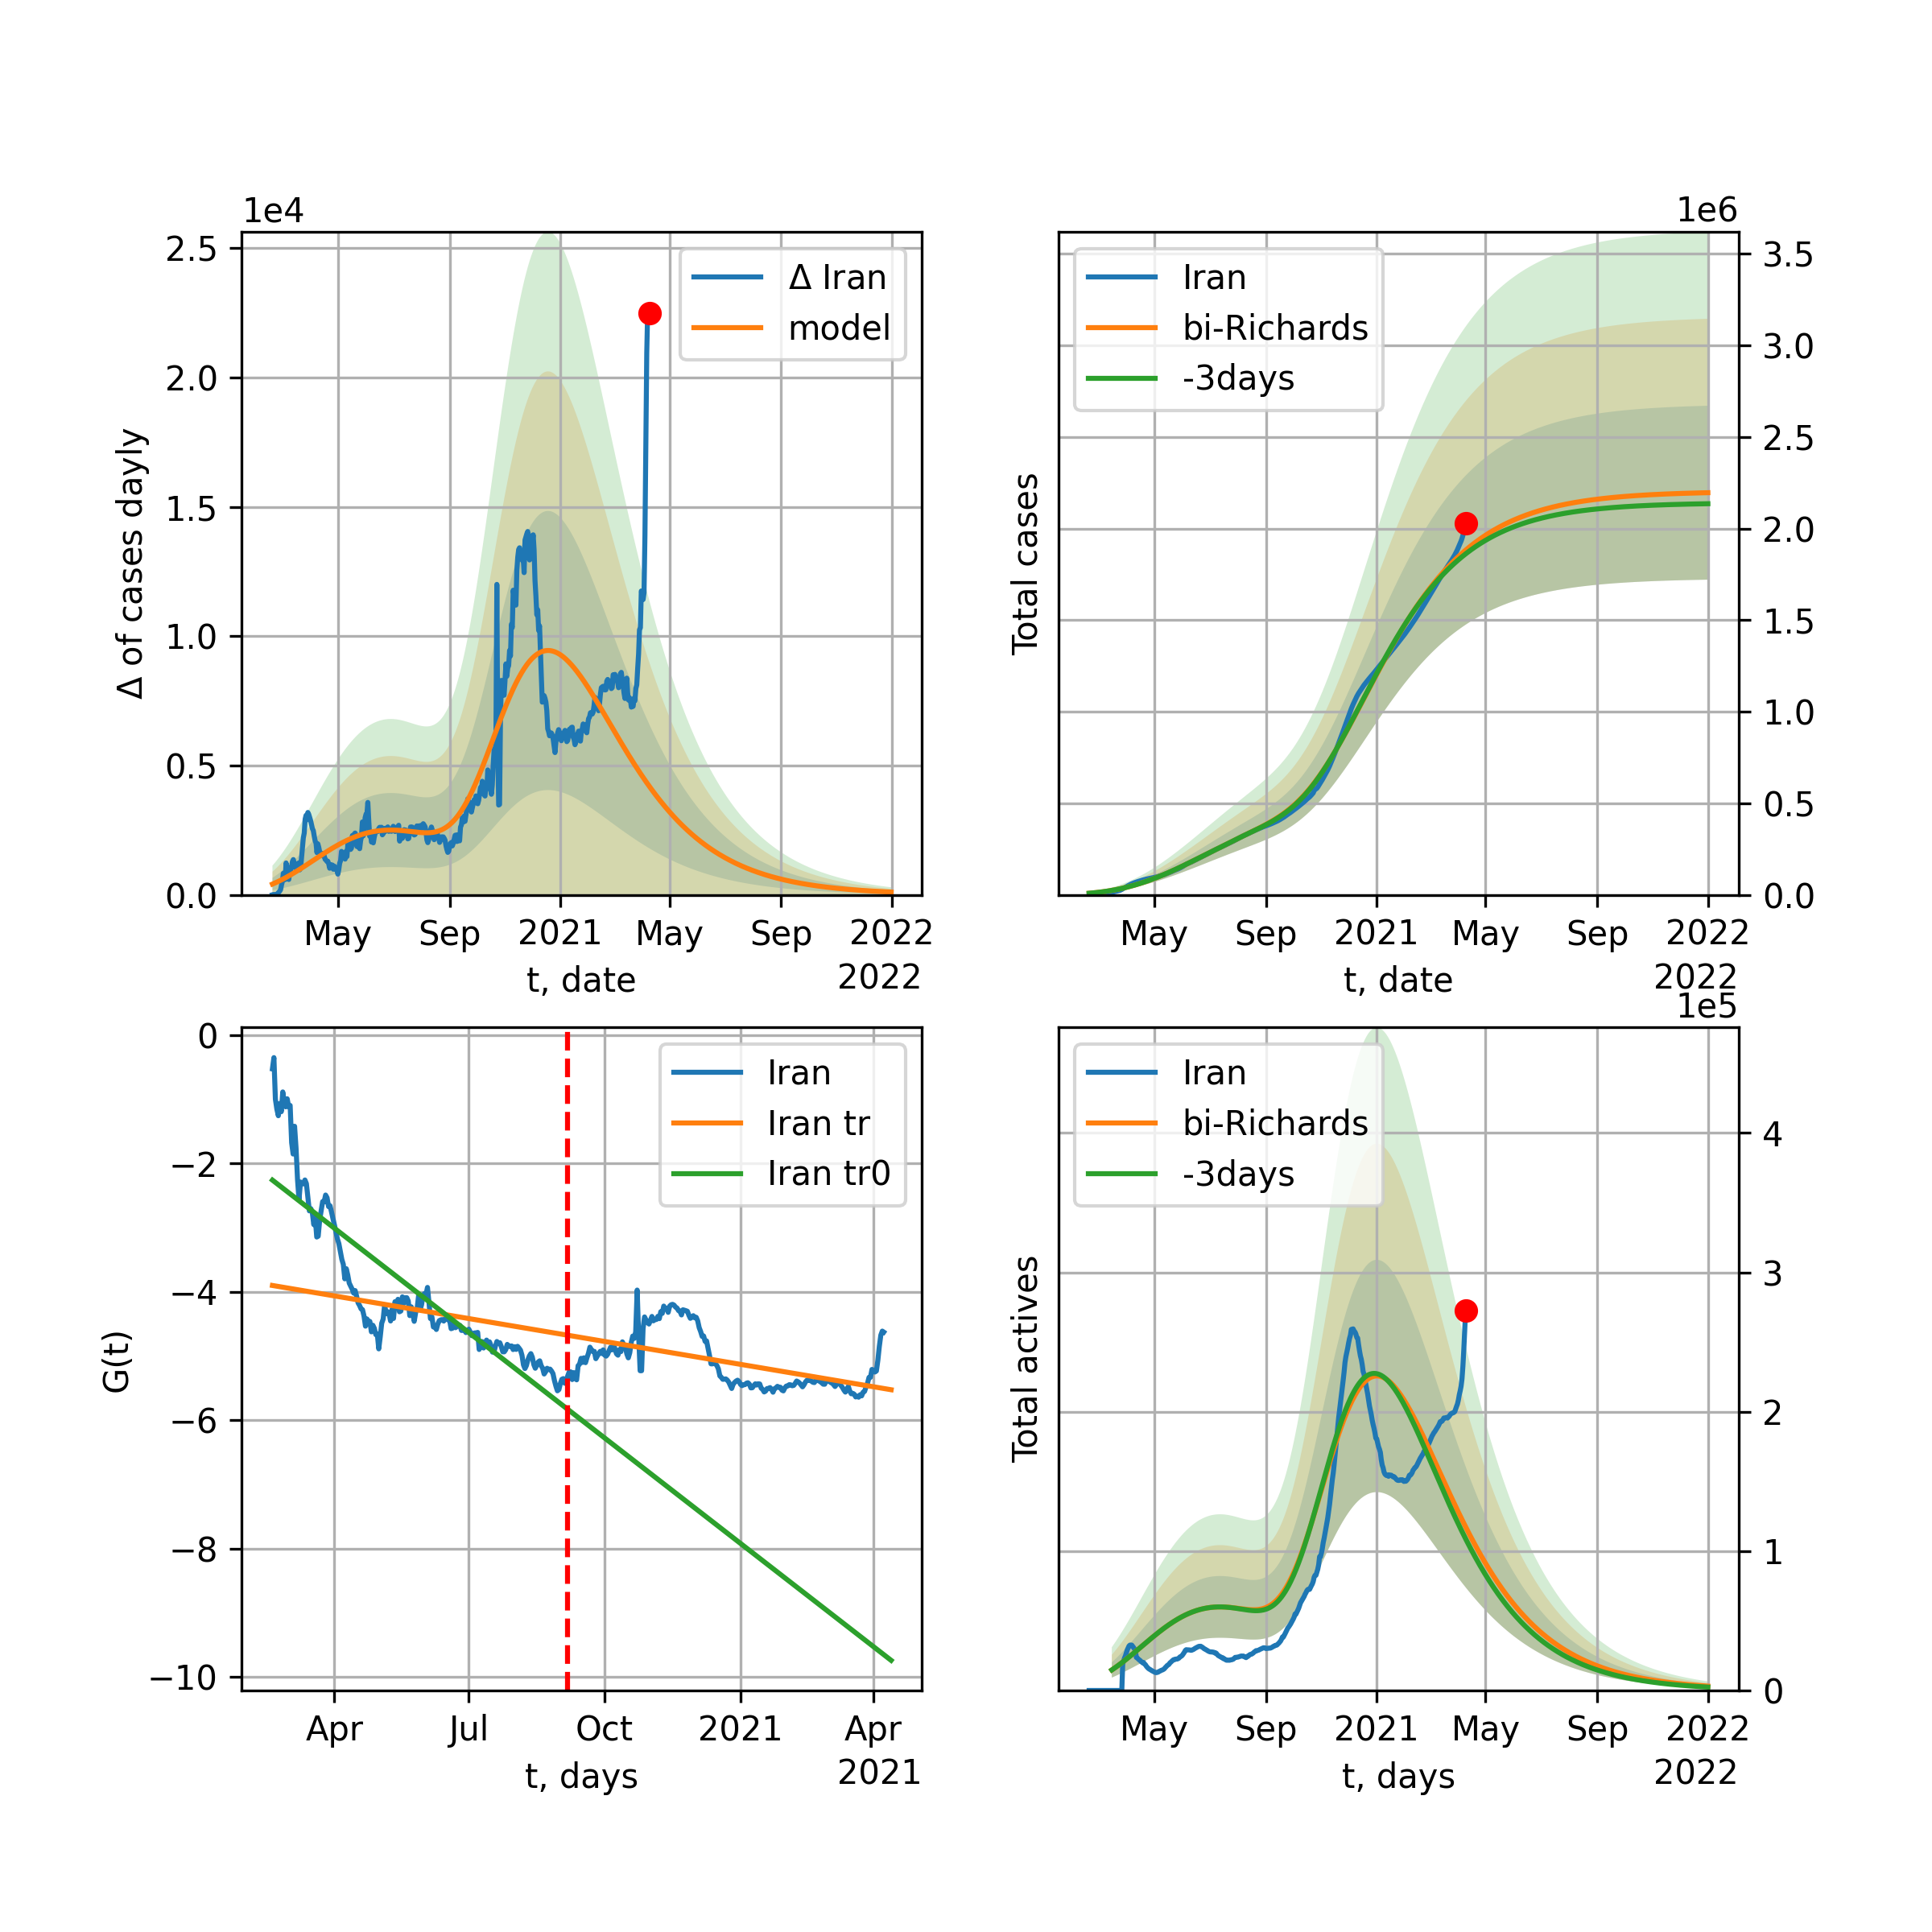 1e4
2.5
2.0
1.5
1.0
0.5
0.0
Δ of cases dayly
Δ Iran
model
May Sep 2021 May Sep 2022
2022
t, date
1e6
3.5
3.0
2.5
2.0
1.5
1.0
0.5
0.0
Total cases
Iran
bi-Richards
-3days
May Sep 2021 May Sep 2022
2022
t, date
0
−2
−4
−6
−8
−10
G(t)
Iran
Iran tr
Iran tr0
Apr Jul Oct 2021 Apr
2021
t, days
1e5
4
3
2
1
0
Total actives
Iran
bi-Richards
-3days
May Sep 2021 May Sep 2022
2022
t, days